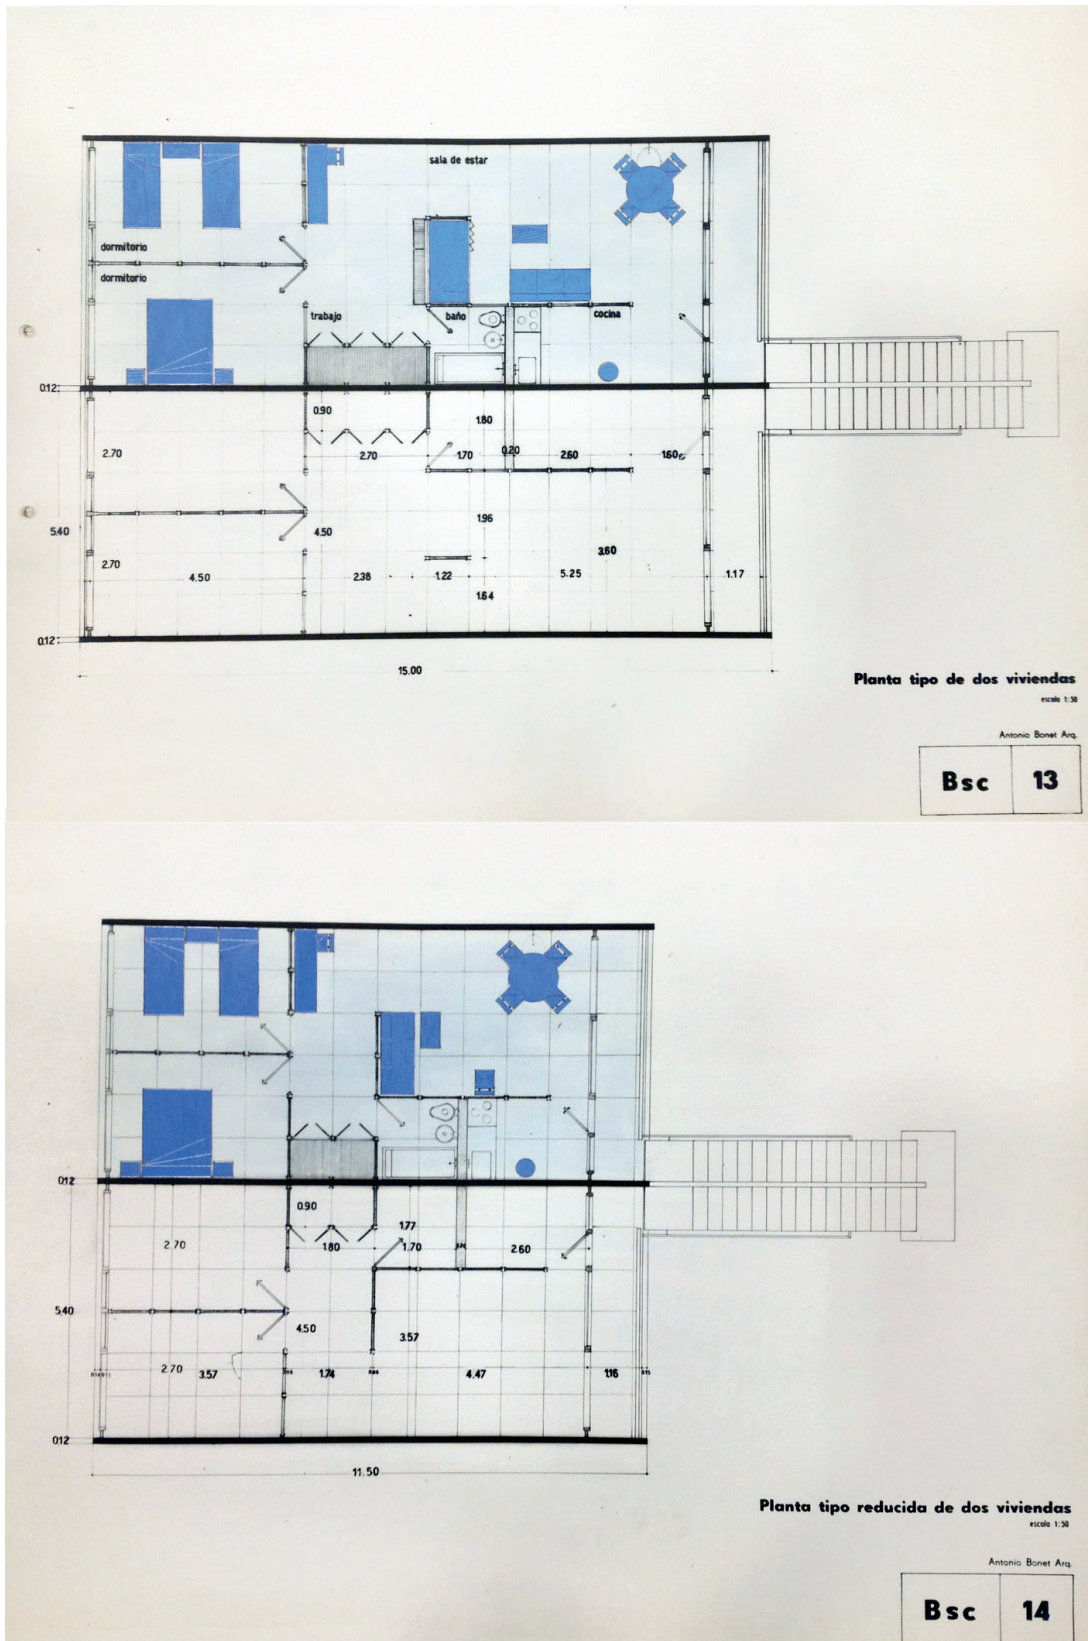 sala de estar
dormitorio
dormitorio
trabajo
baño
cocina
0.12
0.90
1.80
2.70
2.70
1.70
0.20
2.60
1.60
5.40
4.50
1.96
3.60
2.70
4.50
2.38
1.22
5.25
1.17
1.64
0.12
15.00
Planta tipo de dos viviendas
escala 1:50
Antonio Bonet Arq.
Bsc 13
0.12
0.90
1.77
2.70
1.80
1.70
2.60
5.40
4.50
3.57
2.70
3.57
1.74
4.47
1.16
0.12
11.50
Planta tipo reducida de dos viviendas
escala 1:50
Antonio Bonet Arq.
Bsc 14